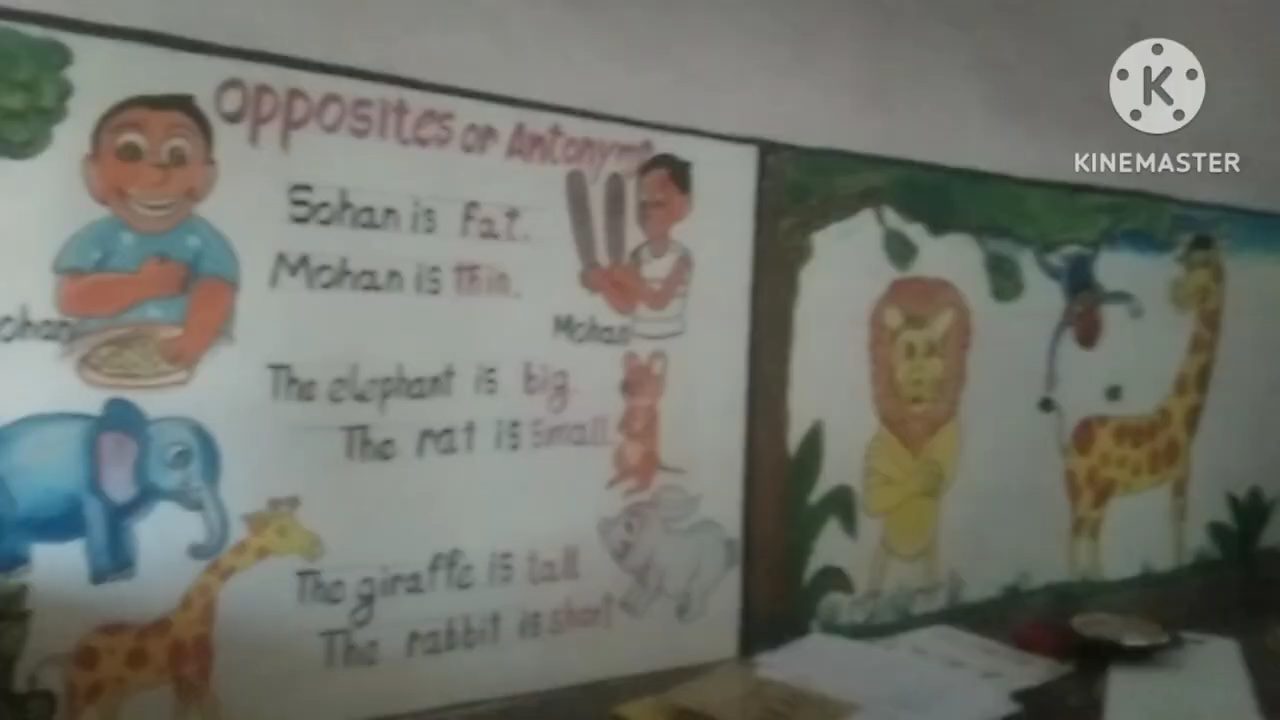 Opposites or Antonyms
Sohan is fat.
Mohan is thin.
ohan
Mohan
The elephant is big.
The rat is small
The giraffe is tall
The rabbit is short
KINEMASTER